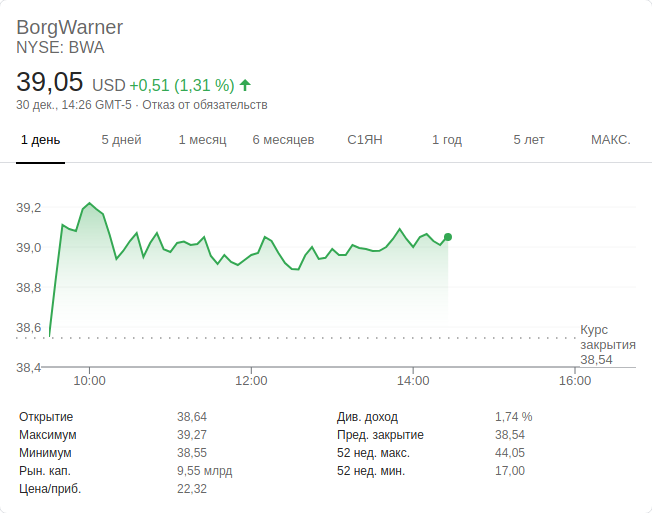 BorgWarner
NYSE: BWA
39,05 USD +0,51 (1,31 %)
30 дек., 14:26 GMT-5 · Отказ от обязательств
1 день 5 дней 1 месяц 6 месяцев С1ЯН 1 год 5 лет МАКС.
39,2
39,0
38,8
38,6
38,4
Курс
закрытия
38,54
10:00 12:00 14:00 16:00
Открытие 38,64 Див. доход 1,74 %
Максимум 39,27 Пред. закрытие 38,54
Минимум 38,55 52 нед. макс. 44,05
Рын. кап. 9,55 млрд 52 нед. мин. 17,00
Цена/приб. 22,32